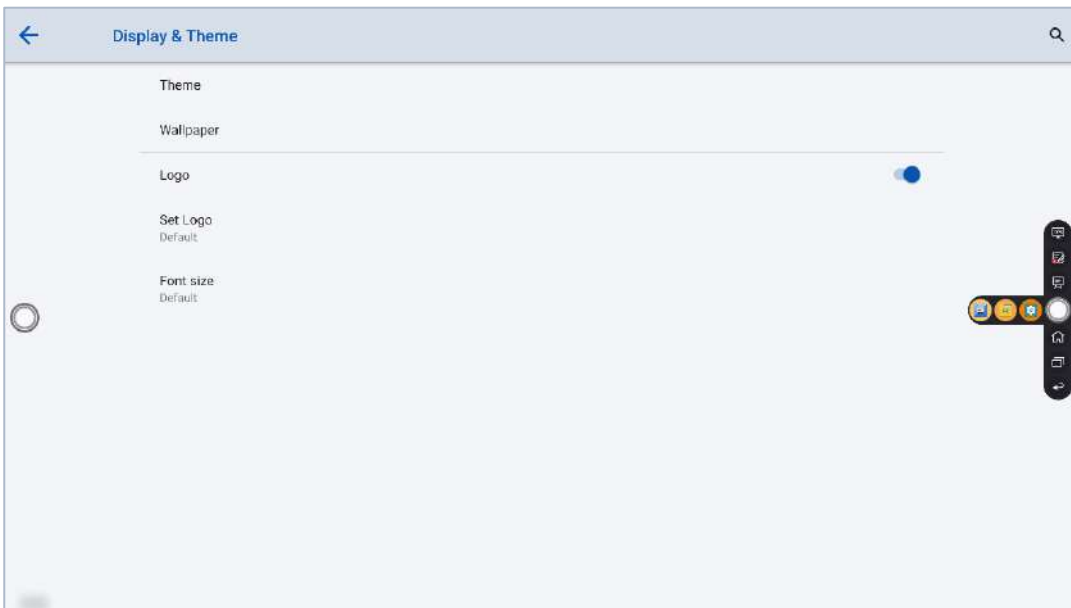 Display & Theme
Theme
Wallpaper
Logo
Set Logo
Default
Font size
Default